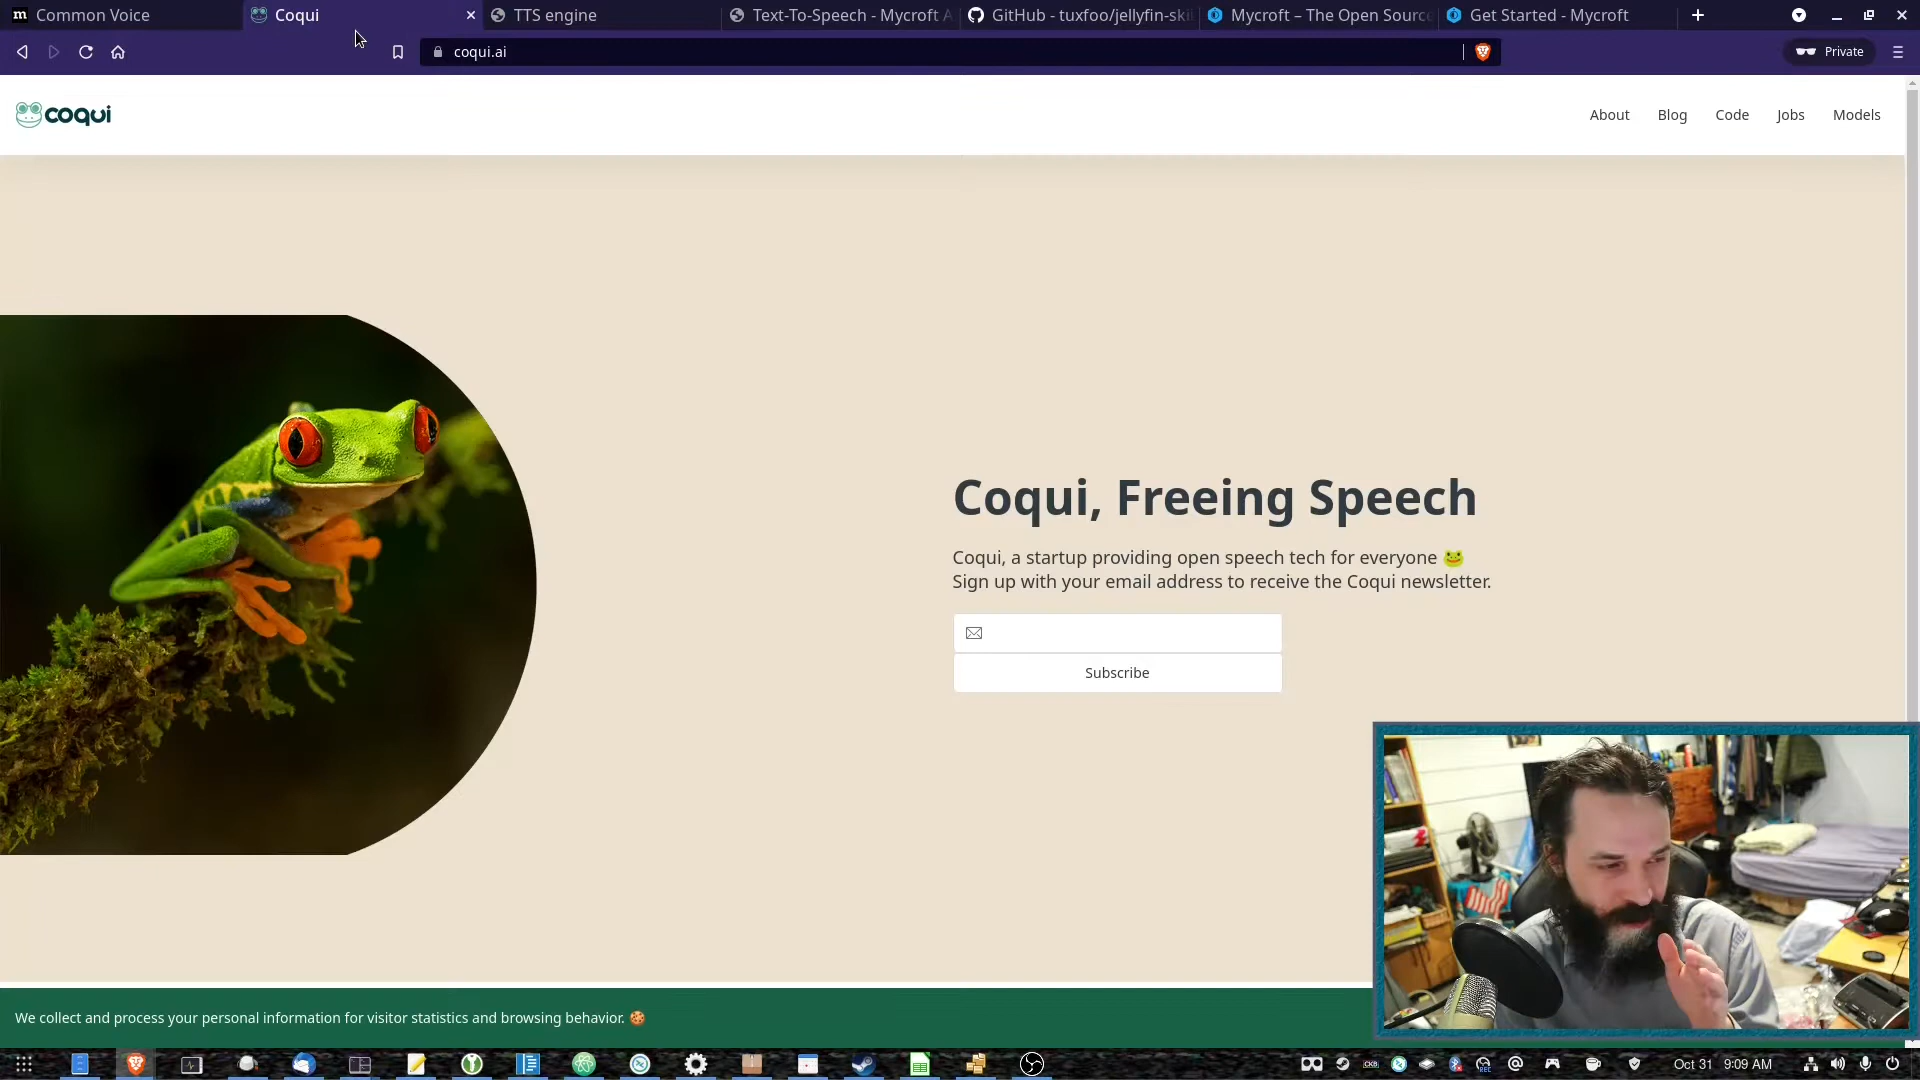 Common Voice
Coqui
TTS engine
Text-To-Speech - Mycroft A
GitHub - tuxfoo/jellyfin-ski
Mycroft – The Open Source
Get Started - Mycroft
coqui.ai
Private
coqui
About
Blog
Code
Jobs
Models
Coqui, Freeing Speech
Coqui, a startup providing open speech tech for everyone 🐸
Sign up with your email address to receive the Coqui newsletter.
Subscribe
We collect and process your personal information for visitor statistics and browsing behavior. 🍪
Oct 31 9:09 AM